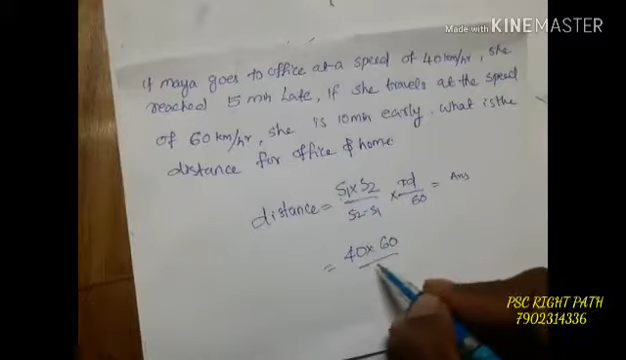 Made with KINEMASTER
If maya goes to office at a speed of 40km/hr, she
reached 5 min Late, if she travels at the speed
of 60km/hr, she is 10min early. What is the
distance for office & home
distance = S1×S2 / S2-S1 × Td / 60 = Ans
= 40×60
PSC RIGHT PATH
7902314336